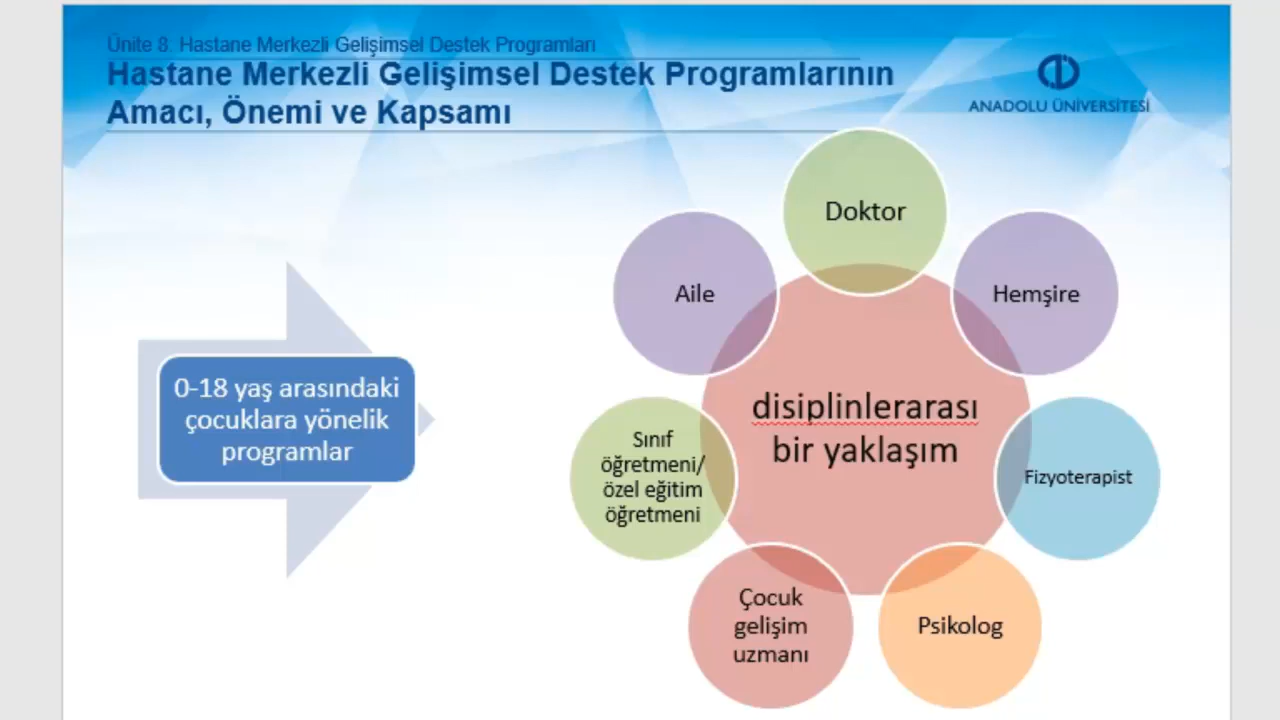 Ünite 8. Hastane Merkezli Gelişimsel Destek Programları
Hastane Merkezli Gelişimsel Destek Programlarının
Amacı, Önemi ve Kapsamı
ANADOLU ÜNİVERSİTESİ
0-18 yaş arasındaki
çocuklara yönelik
programlar
Doktor
Hemşire
Fizyoterapist
Psikolog
Çocuk
gelişim
uzmanı
Sınıf
öğretmeni/
özel eğitim
öğretmeni
Aile
disiplinlerarası
bir yaklaşım